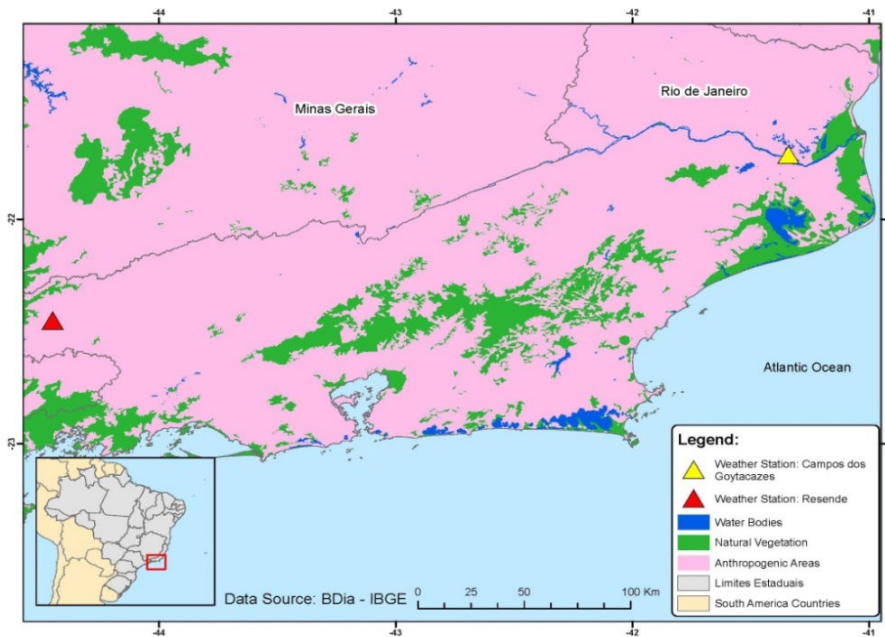 -44
-43
-42
-41
Rio de Janeiro
Minas Gerais
-22
Atlantic Ocean
-23
Legend:
Weather Station: Campos dos
Goytacazes
Weather Station: Resende
Water Bodies
Natural Vegetation
Anthropogenic Areas
Limites Estaduais
South America Countries
Data Source: BDia - IBGE
0 25 50 100 Km
-44
-43
-42
-41